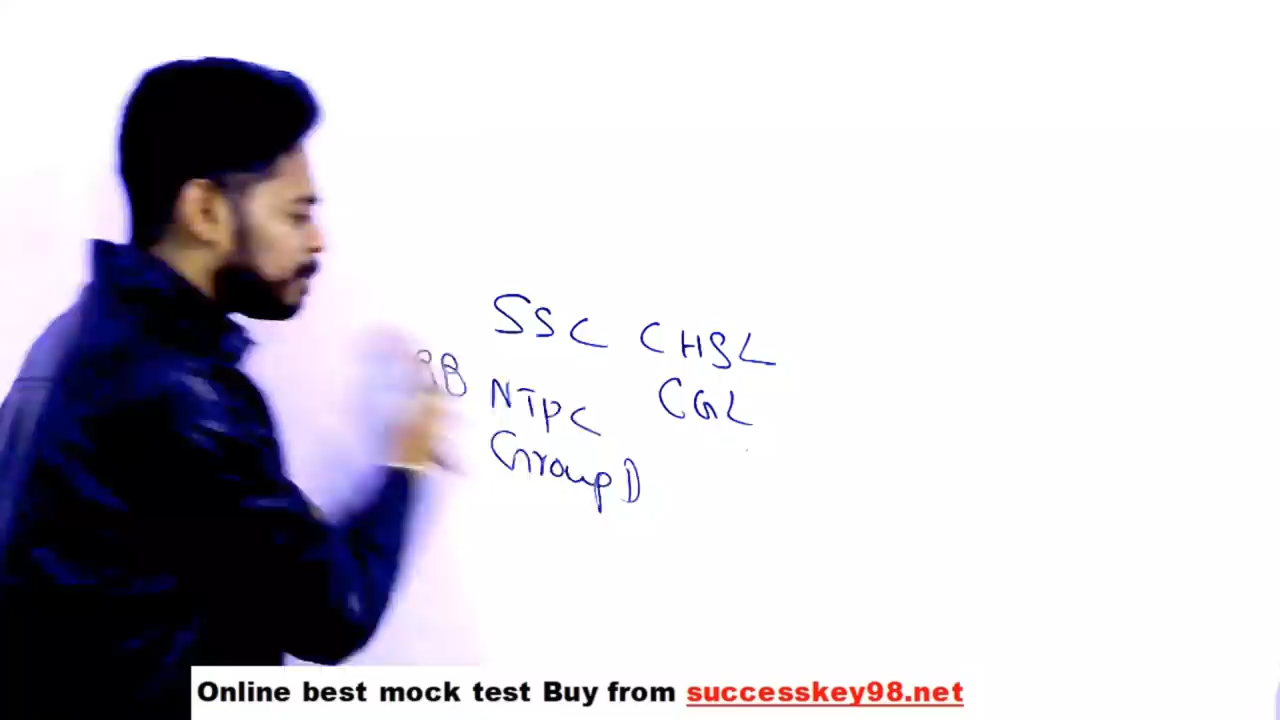 SSC CHSL
NTPC CGL
Group D
Online best mock test Buy from successkey98.net